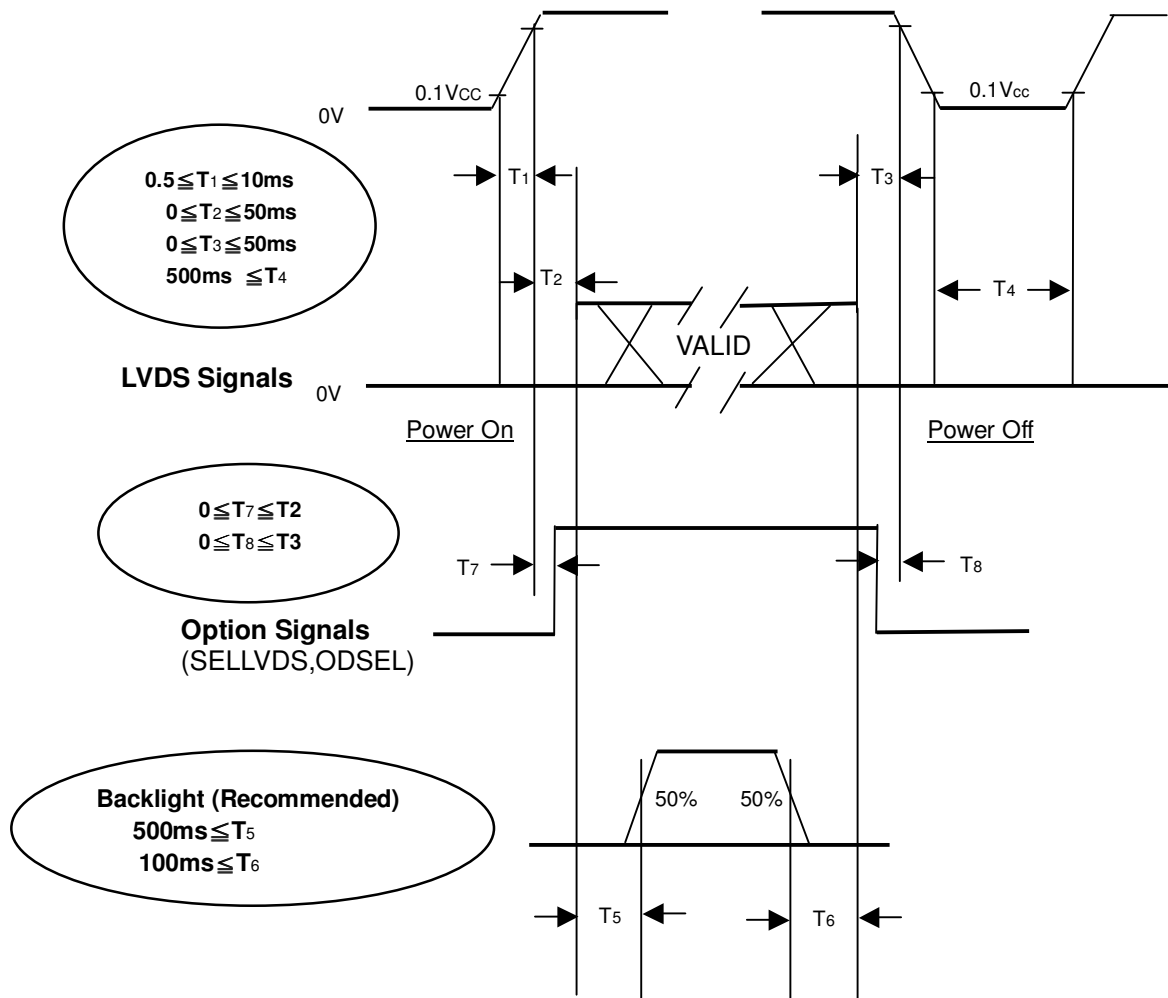 0.1VCC
0.1Vcc
0V
0.5≦T1≦10ms
0≦T2≦50ms
0≦T3≦50ms
500ms ≦T4
T1
T3
T2
T4
VALID
LVDS Signals
0V
Power On
Power Off
0≦T7≦T2
0≦T8≦T3
T7
T8
Option Signals
(SELLVDS,ODSEL)
Backlight (Recommended)
500ms≦T5
100ms≦T6
50%
50%
T5
T6